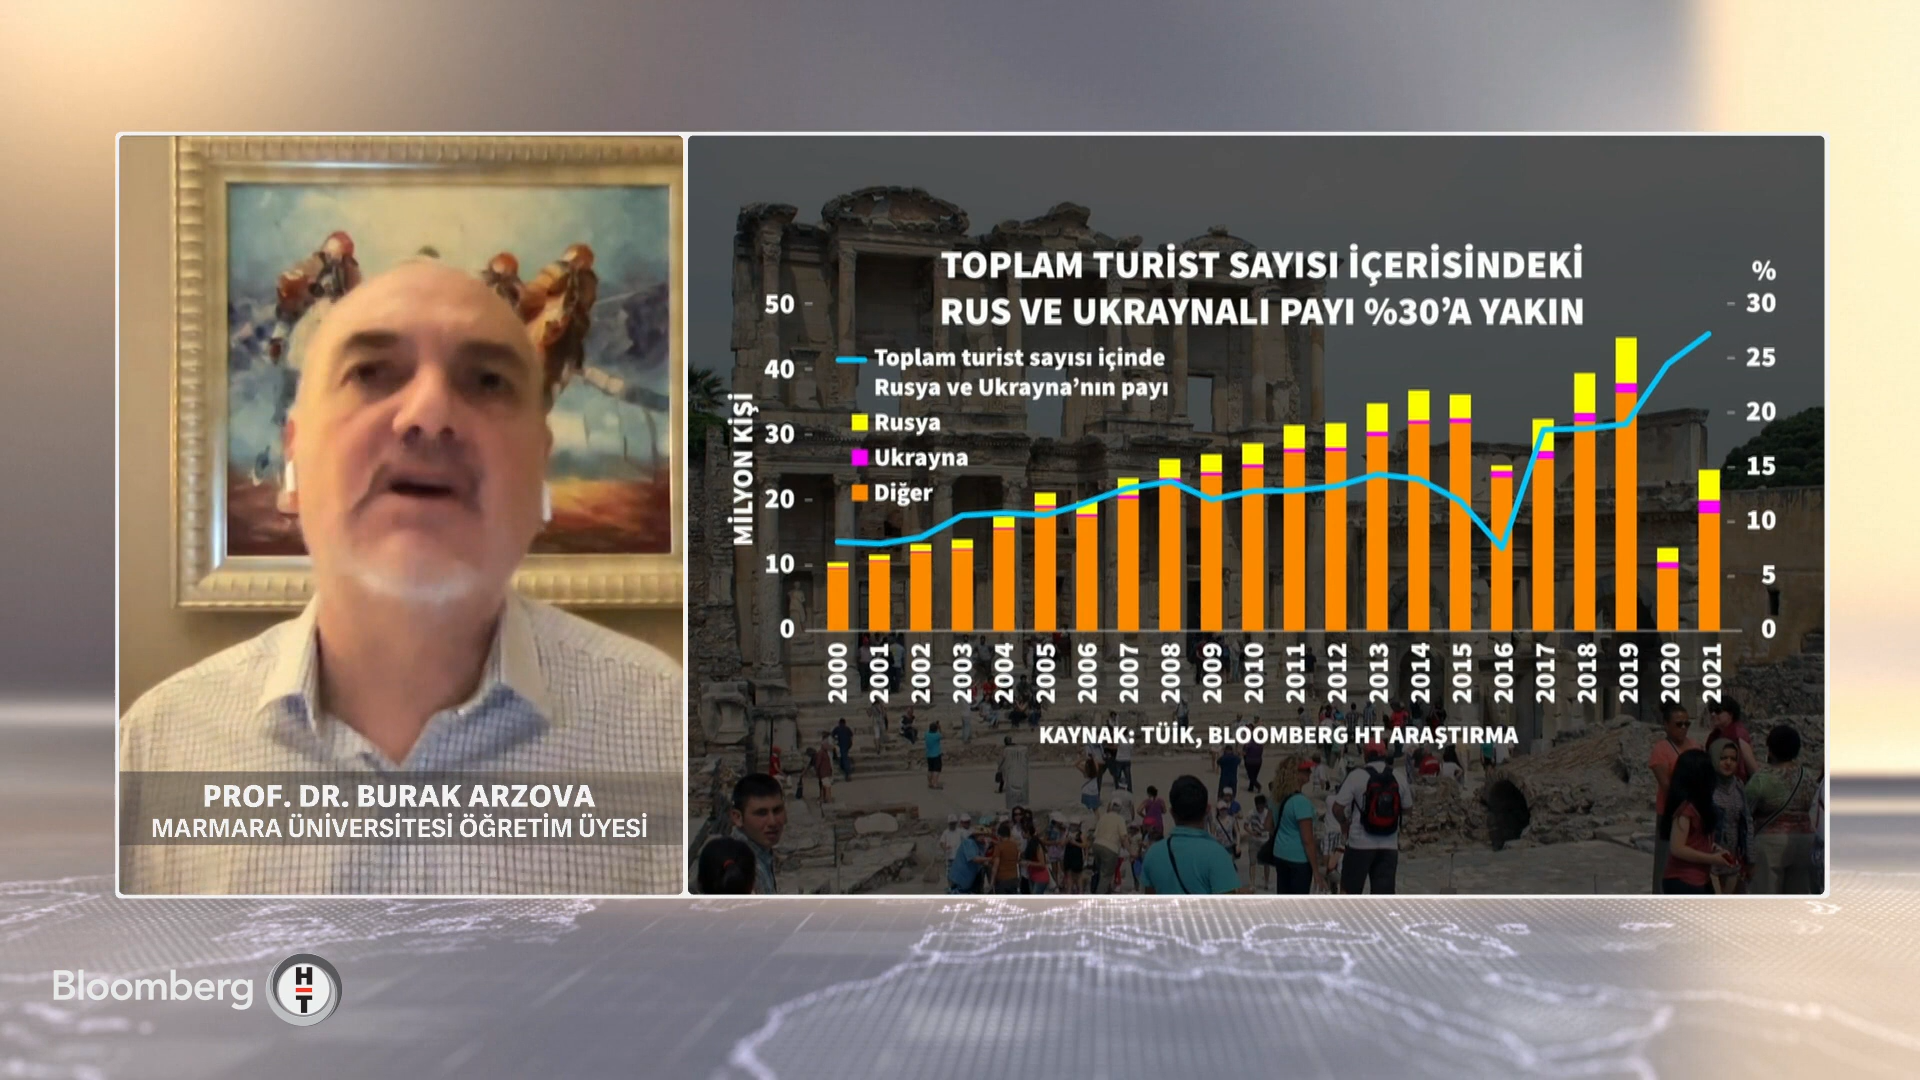 TOPLAM TURİST SAYISI İÇERİSİNDEKİ
RUS VE UKRAYNALI PAYI %30'A YAKIN
MİLYON KİŞİ
50
40
30
20
10
0
Toplam turist sayısı içinde
Rusya ve Ukrayna'nın payı
Rusya
Ukrayna
Diğer
%
30
25
20
15
10
5
0
2000 2001 2002 2003 2004 2005 2006 2007 2008 2009 2010 2011 2012 2013 2014 2015 2016 2017 2018 2019 2020 2021
KAYNAK: TÜİK, BLOOMBERG HT ARAŞTIRMA
PROF. DR. BURAK ARZOVA
MARMARA ÜNİVERSİTESİ ÖĞRETİM ÜYESİ
Bloomberg HT